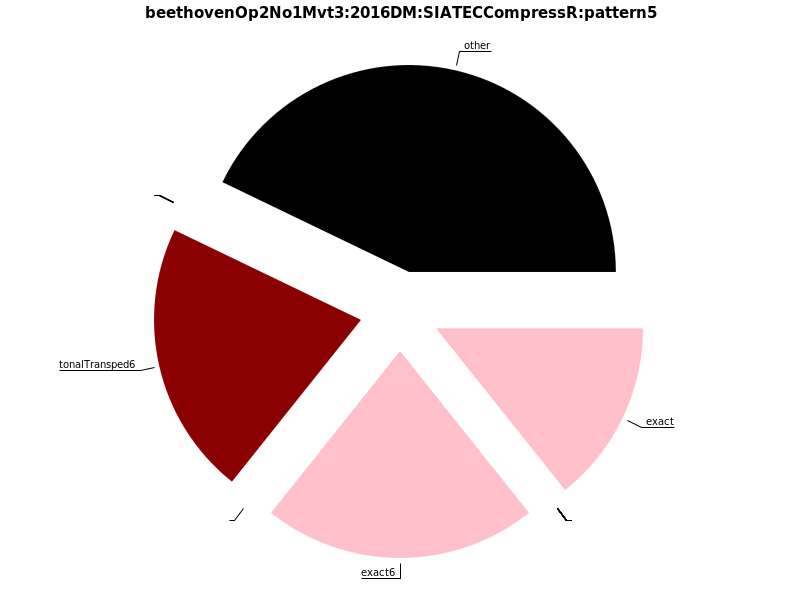 beethovenOp2No1Mvt3:2016DM:SIATECCompressR:pattern5
other
tonalTransped6
exact
exact6